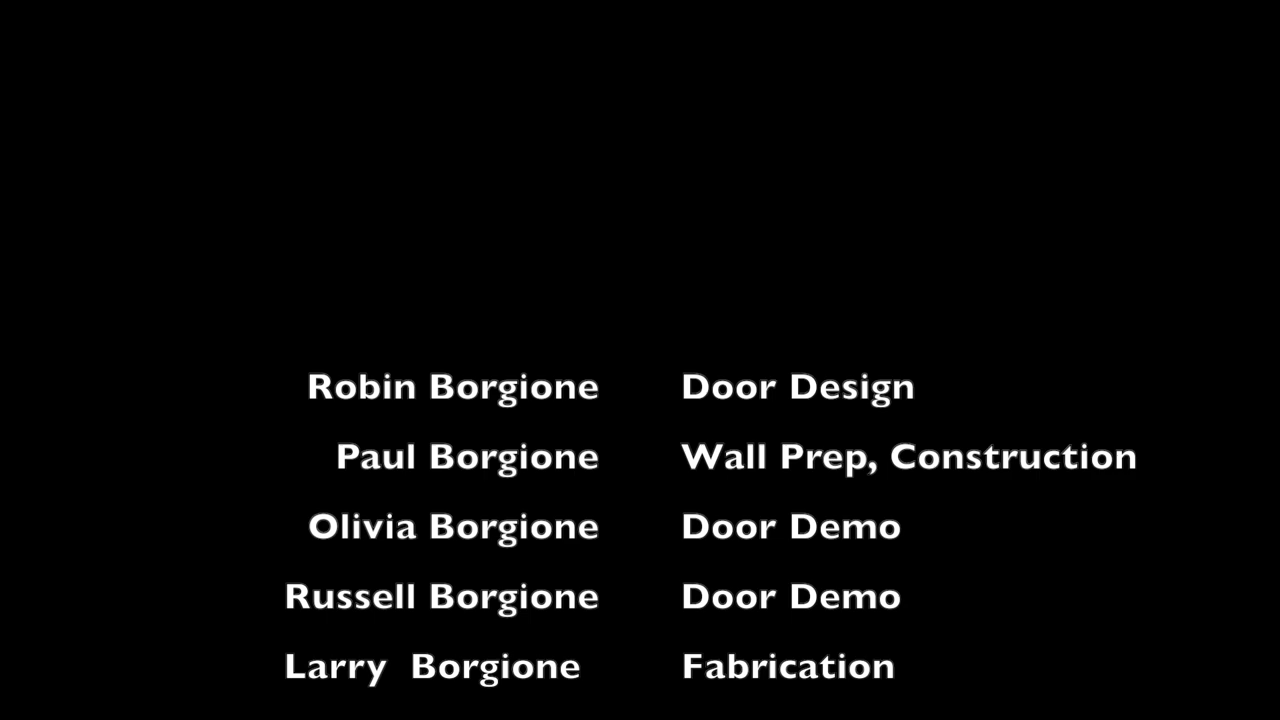 Robin Borgione Door Design
Paul Borgione Wall Prep, Construction
Olivia Borgione Door Demo
Russell Borgione Door Demo
Larry  Borgione Fabrication